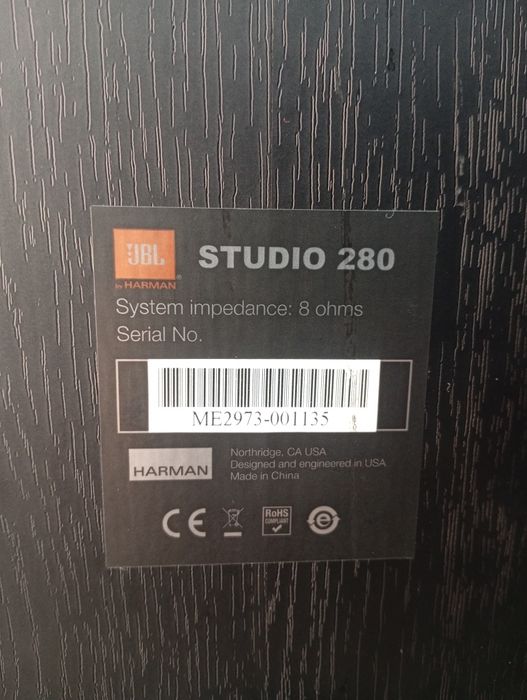 JBL
by HARMAN®
STUDIO 280
System impedance: 8 ohms
Serial No.
ME2973-001135
HARMAN
Northridge, CA USA
Designed and engineered in USA
Made in China
CE
RoHS
COMPLIANT
e